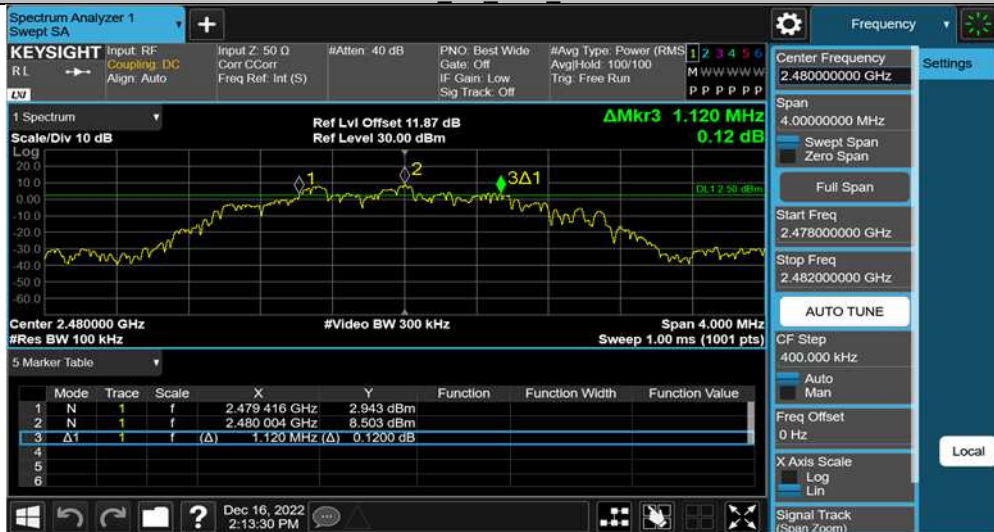 Spectrum Analyzer 1
Swept SA
+
Frequency
KEYSIGHT
RL
LXI
Input: RF
Coupling: DC
Align: Auto
Input Z: 50 Ω
Corr CCorr
Freq Ref: Int (S)
#Atten: 40 dB
PNO: Best Wide
Gate: Off
IF Gain: Low
Sig Track: Off
#Avg Type: Power (RMS
Avg|Hold: 100/100
Trig: Free Run
1 2 3 4 5 6
M W W W W W
P P P P P P
1 Spectrum
Scale/Div 10 dB
Log
Ref Lvl Offset 11.87 dB
Ref Level 30.00 dBm
ΔMkr3 1.120 MHz
0.12 dB
20.0
10.0
0.00
-10.0
-20.0
-30.0
-40.0
-50.0
-60.0
1
2
3Δ1
DL1 2.50 dBm
Center 2.480000 GHz
#Video BW 300 kHz
Span 4.000 MHz
#Res BW 100 kHz
Sweep 1.00 ms (1001 pts)
5 Marker Table
Mode Trace Scale X Y Function Function Width Function Value
1 N 1 f 2.479 416 GHz 2.943 dBm
2 N 1 f 2.480 004 GHz 8.503 dBm
3 Δ1 1 f (Δ) 1.120 MHz (Δ) 0.1200 dB
4
5
6
?
Dec 16, 2022
2:13:30 PM
Center Frequency
2.480000000 GHz
Settings
Span
4.00000000 MHz
Swept Span
Zero Span
Full Span
Start Freq
2.478000000 GHz
Stop Freq
2.482000000 GHz
AUTO TUNE
CF Step
400.000 kHz
Auto
Man
Freq Offset
0 Hz
X Axis Scale
Log
Lin
Local
Signal Track
(Span Zoom)